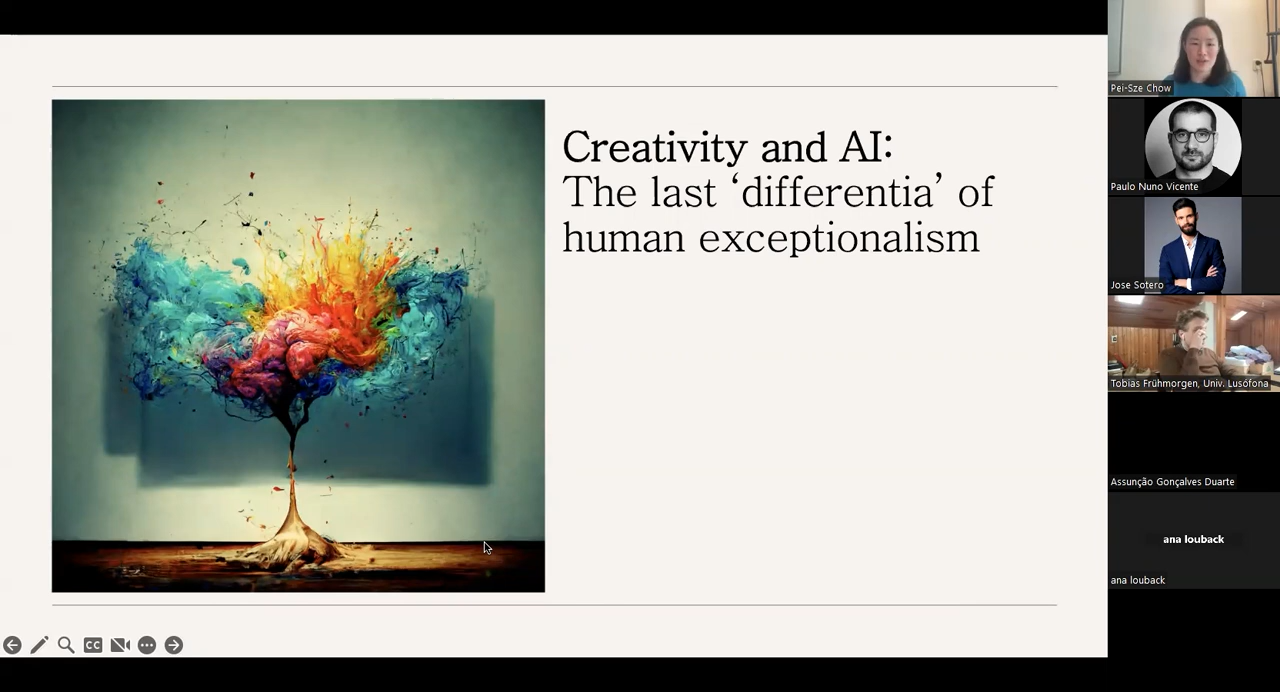 Creativity and AI:
The last ‘differentia’ of
human exceptionalism
CC
Pei-Sze Chow
Paulo Nuno Vicente
Jose Sotero
Tobias Frühmorgen, Univ. Lusófona
Assunção Gonçalves Duarte
ana louback
ana louback